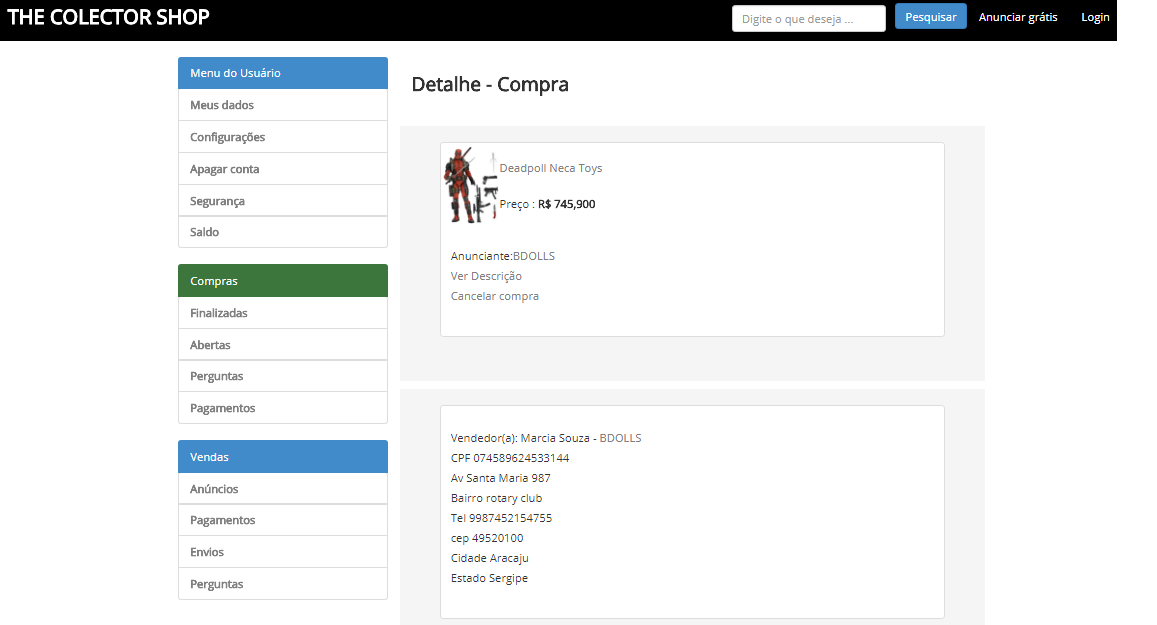 THE COLECTOR SHOP
Digite o que deseja ...
Pesquisar
Anunciar grátis
Login
Menu do Usuário
Meus dados
Configurações
Apagar conta
Segurança
Saldo
Compras
Finalizadas
Abertas
Perguntas
Pagamentos
Vendas
Anúncios
Pagamentos
Envios
Perguntas
Detalhe - Compra
Deadpoll Neca Toys
Preço : R$ 745,900
Anunciante:BDOLLS
Ver Descrição
Cancelar compra
Vendedor(a): Marcia Souza - BDOLLS
CPF 074589624533144
Av Santa Maria 987
Bairro rotary club
Tel 9987452154755
cep 49520100
Cidade Aracaju
Estado Sergipe